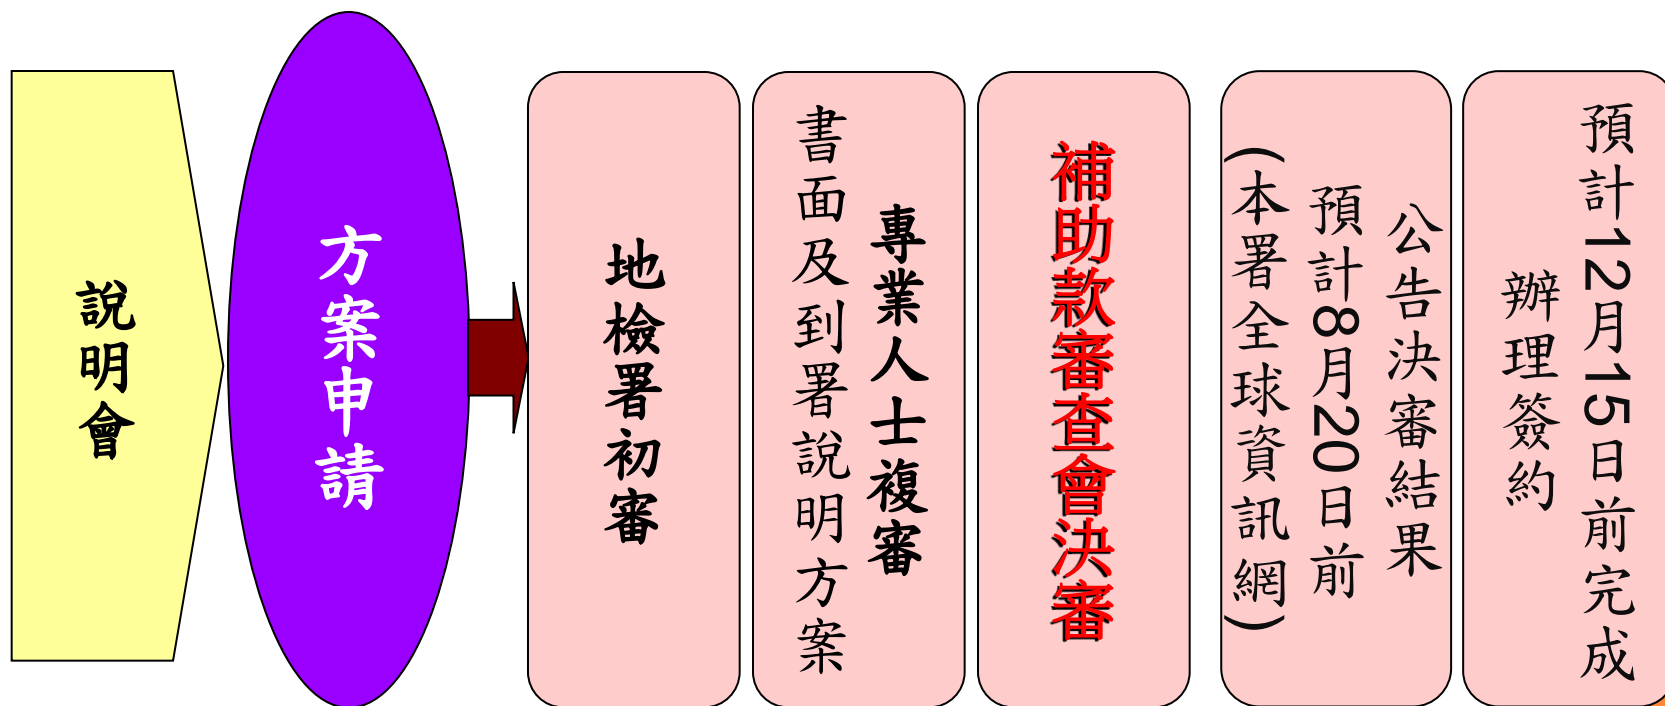 說明會
方案申請
地檢署初審
專業人士複審
書面及到署說明方案
補助款審查會決審
公告決審結果
預計8月20日前
(本署全球資訊網)
預計12月15日前完成
辦理簽約